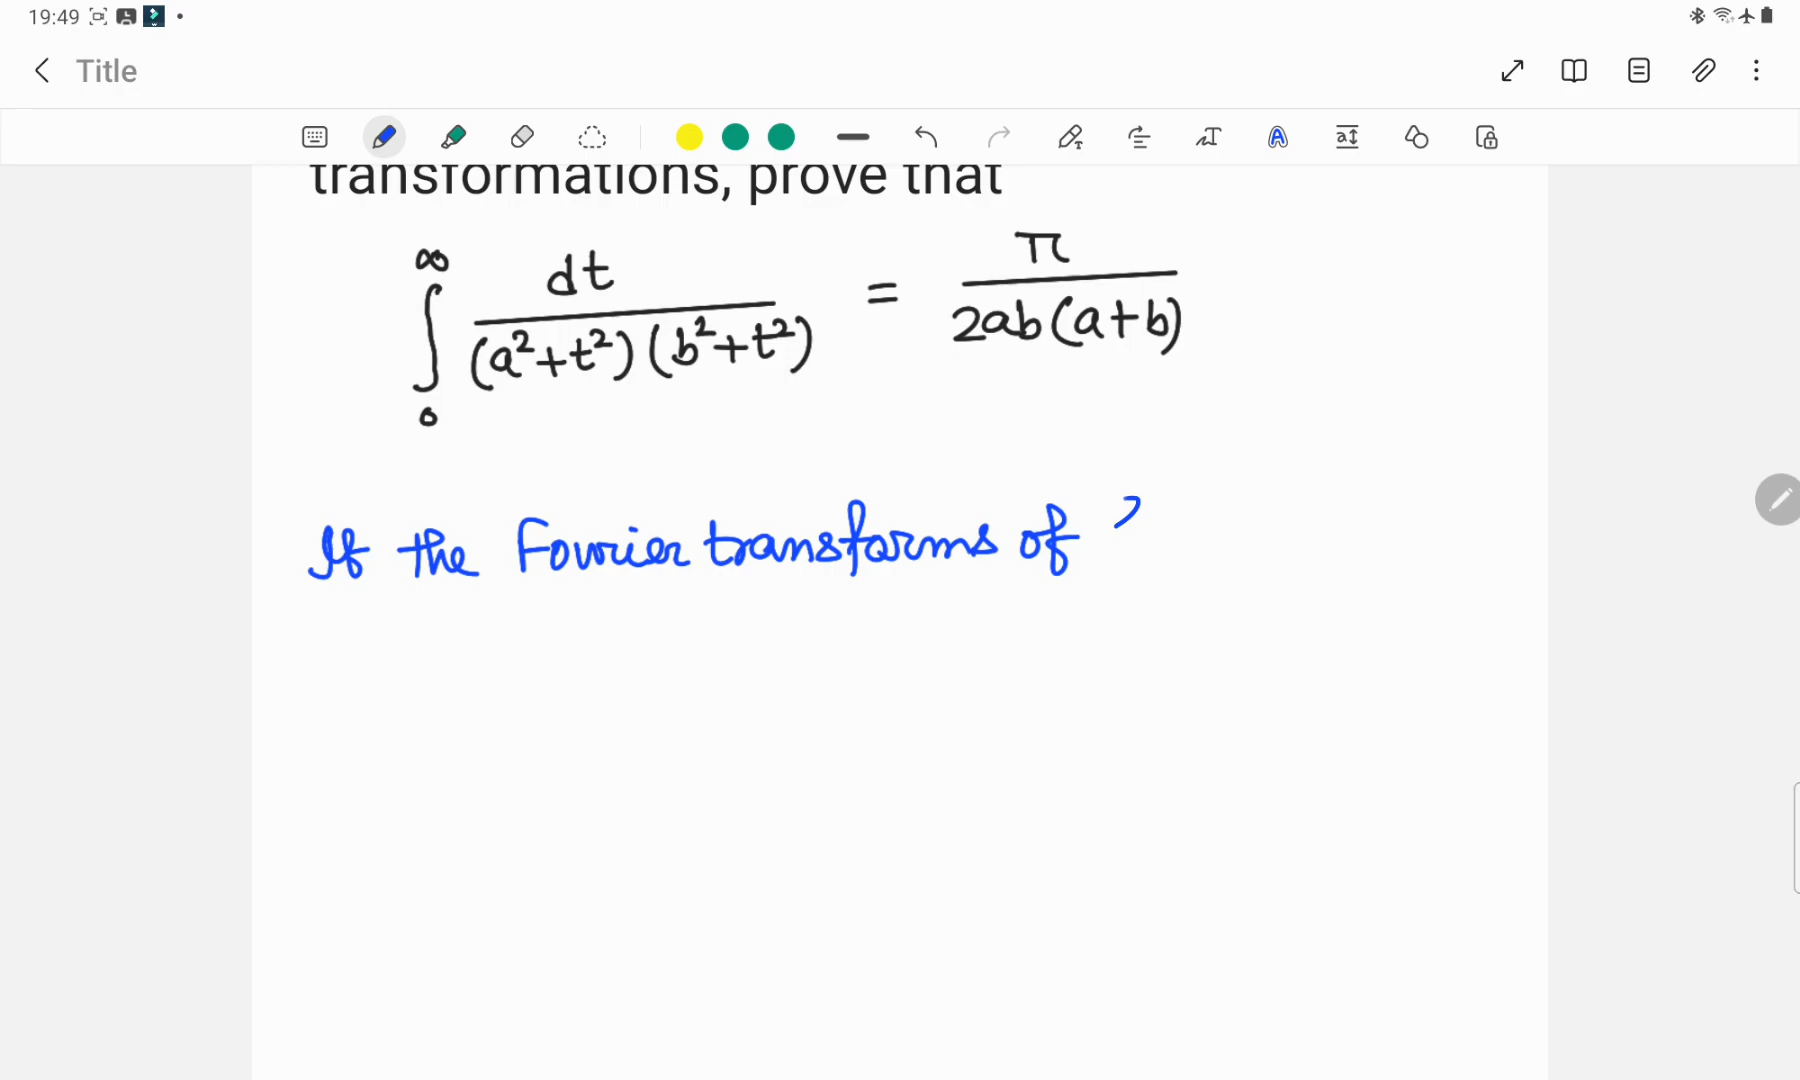 19:49
Title
transformations, prove that
∞
∫ dt / (a²+t²)(b²+t²) = π / 2ab(a+b)
0
If the Fourier transforms of